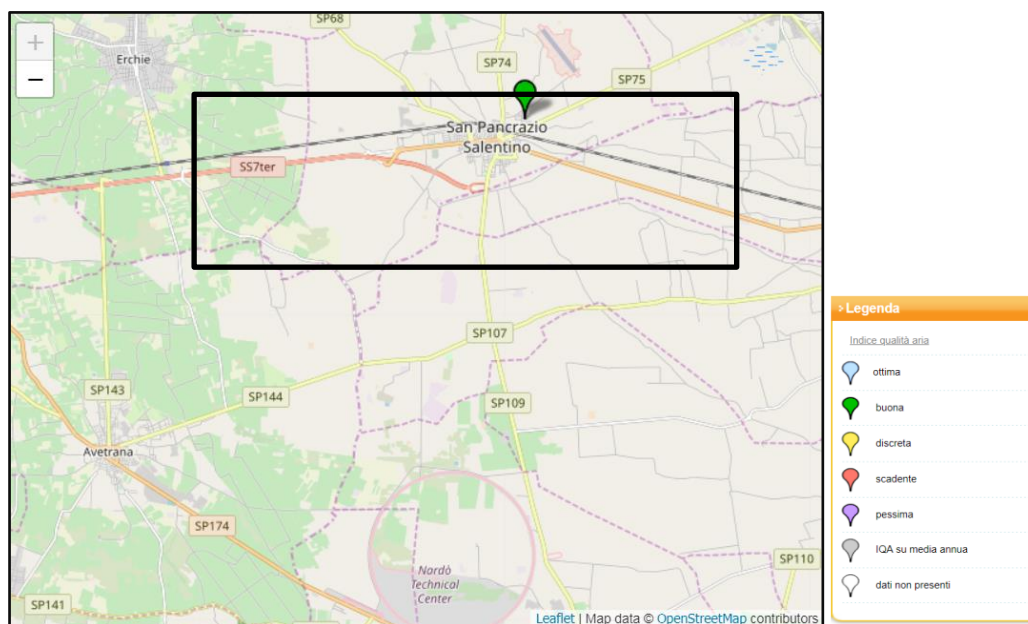 +
−
SP68
Erchie
SP74
SP75
San Pancrazio
Salentino
SS7ter
SP107
SP143
SP144
SP109
Avetrana
SP174
Nardò
Technical
Center
SP110
SP141
Leaflet | Map data © OpenStreetMap contributors
> Legenda
Indice qualità aria
ottima
buona
discreta
scadente
pessima
IQA su media annua
dati non presenti